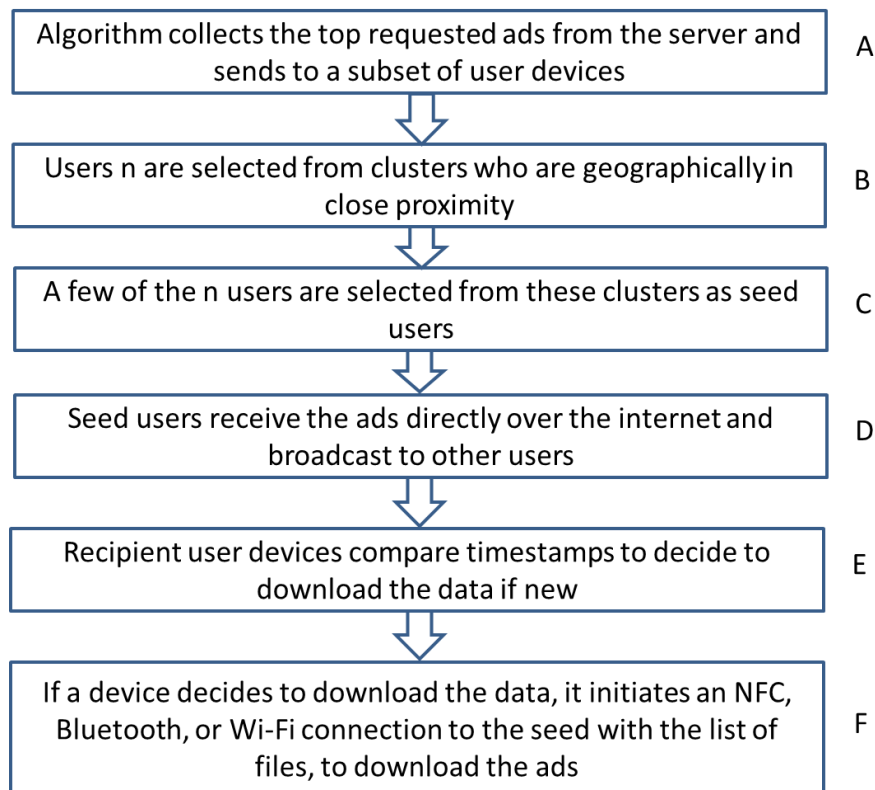 Algorithm collects the top requested ads from the server and
sends to a subset of user devices
A
Users n are selected from clusters who are geographically in
close proximity
B
A few of the n users are selected from these clusters as seed
users
C
Seed users receive the ads directly over the internet and
broadcast to other users
D
Recipient user devices compare timestamps to decide to
download the data if new
E
If a device decides to download the data, it initiates an NFC,
Bluetooth, or Wi-Fi connection to the seed with the list of
files, to download the ads
F